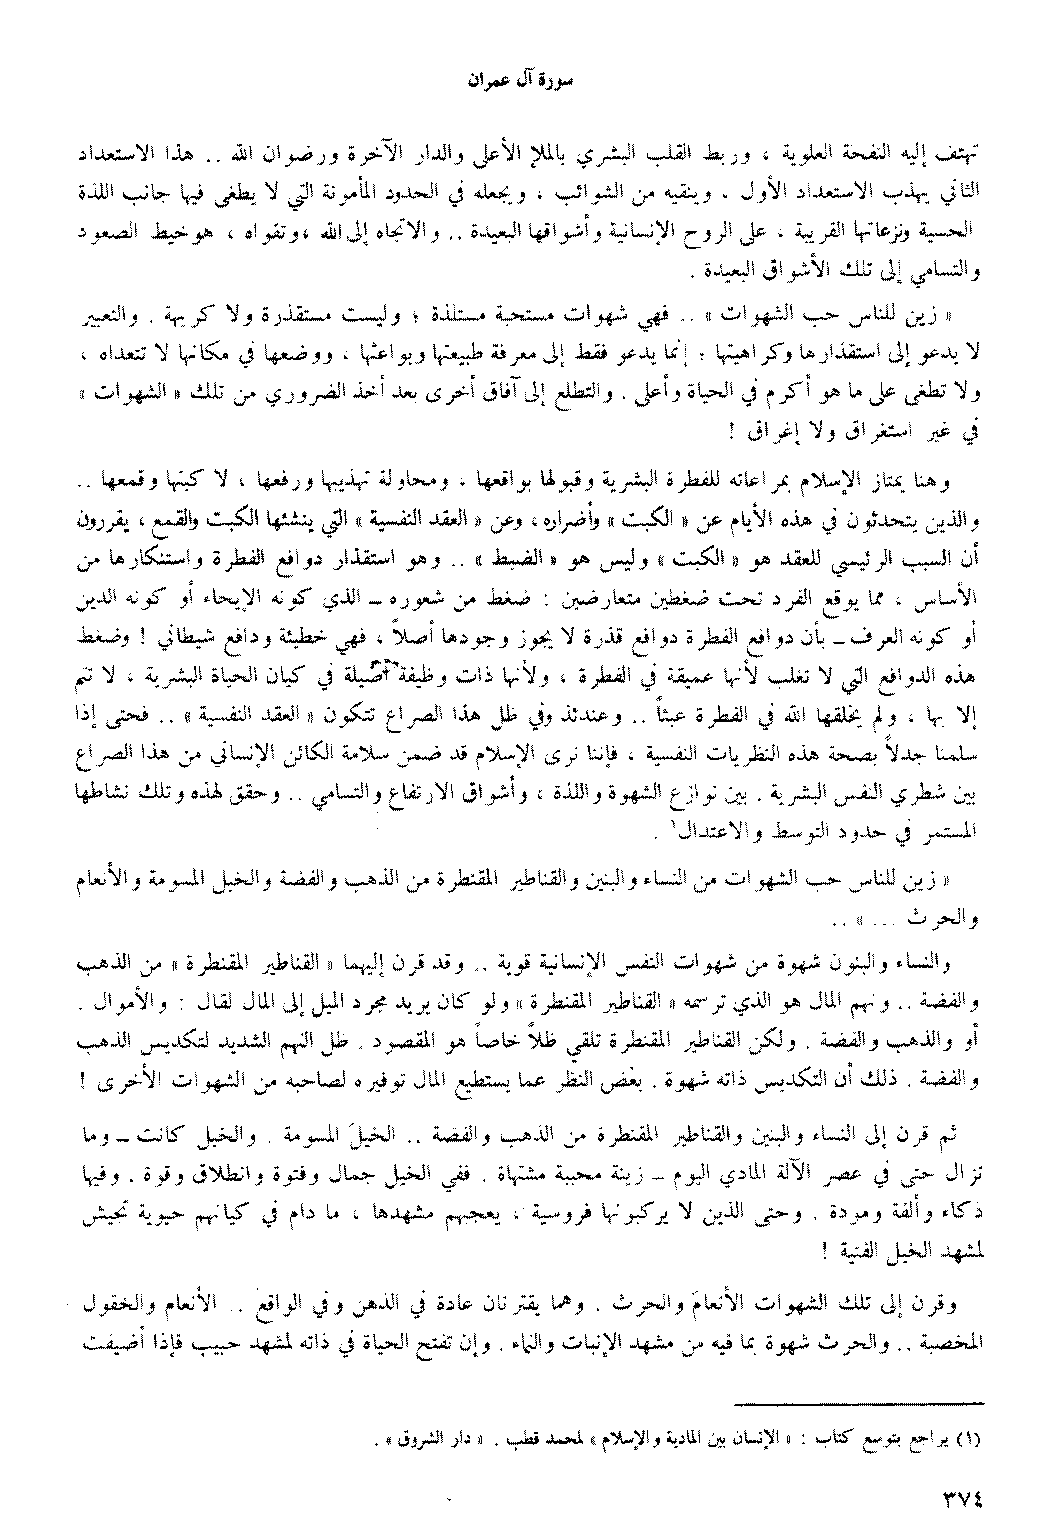 سورة آل عمران
تهتف إليه النفحة العلوية ، وربط القلب البشري بالملإ الأعلى والدار الآخرة ورضوان الله .. هذا الاستعداد
الثاني يهذب الاستعداد الأول ، وينقيه من الشوائب ، ويجعله في الحدود المأمونة التي لا يطغى فيها جانب اللذة
الحسية ونزعاتها القريبة ، على الروح الإنسانية وأشواقها البعيدة .. والاتجاه إلى الله ، وتقواه ، هو خيط الصعود
والتسامي إلى تلك الأشواق البعيدة .
« زين للناس حب الشهوات » .. فهي شهوات مستحبة مستلذة ؛ وليست مستقذرة ولا كريهة . والتعبير
لا يدعو إلى استقذارها وكراهيتها ؛ إنما يدعو فقط إلى معرفة طبيعتها وبواعثها ، ووضعها في مكانها لا تتعداه ،
ولا تطغى على ما هو أكرم في الحياة وأعلى . والتطلع إلى آفاق أخرى بعد أخذ الضروري من تلك « الشهوات »
في غير استغراق ولا إغراق !
وهنا يمتاز الإسلام بمراعاته للفطرة البشرية وقبولها بواقعها ، ومحاولة تهذيبها ورفعها ، لا كبتها وقمعها ..
والذين يتحدثون في هذه الأيام عن « الكبت » وأضراره، وعن « العقد النفسية » التي ينشئها الكبت والقمع ، يقررون
أن السبب الرئيسي للعقد هو « الكبت » وليس هو « الضبط » .. وهو استقذار دوافع الفطرة واستنكارها من
الأساس ، مما يوقع الفرد تحت ضغطين متعارضين : ضغط من شعوره – الذي كونه الإيحاء أو كونه الدين
أو كونه العرف – بأن دوافع الفطرة دوافع قذرة لا يجوز وجودها أصلاً ، فهي خطيئة ودافع شيطاني ! وضغط
هذه الدوافع التي لا تغلب لأنها عميقة في الفطرة ، ولأنها ذات وظيفة أصيلة في كيان الحياة البشرية ، لا تتم
إلا بها ، ولم يخلقها الله في الفطرة عبثاً .. وعندئذ وفي ظل هذا الصراع تتكون « العقد النفسية » .. فحتى إذا
سلمنا جدلاً بصحة هذه النظريات النفسية ، فإننا نرى الإسلام قد ضمن سلامة الكائن الإنساني من هذا الصراع
بين شطري النفس البشرية . بين نوازع الشهوة واللذة ، وأشواق الارتفاع والتسامي .. وحقق لهذه وتلك نشاطها
المستمر في حدود التوسط والاعتدال¹ .
« زين للناس حب الشهوات من النساء والبنين والقناطير المقنطرة من الذهب والفضة والخيل المسومة والأنعام
والحرث ... » ..
والنساء والبنون شهوة من شهوات النفس الإنسانية قوية .. وقد قرن إليهما « القناطير المقنطرة » من الذهب
والفضة .. ونهم المال هو الذي ترسمه « القناطير المقنطرة » ولو كان يريد مجرد الميل إلى المال لقال : والأموال .
أو والذهب والفضة . ولكن القناطير المقنطرة تلقي ظلاً خاصاً هو المقصود . ظل النهم الشديد لتكديس الذهب
والفضة . ذلك أن التكديس ذاته شهوة . بغض النظر عما يستطيع المال توفيره لصاحبه من الشهوات الأخرى !
ثم قرن إلى النساء والبنين والقناطير المقنطرة من الذهب والفضة .. الخيلَ المسومة . والخيل كانت – وما
تزال حتى في عصر الآلة المادي اليوم – زينة محببة مشتهاة . ففي الخيل جمال وفتوة وانطلاق وقوة . وفيها
ذكاء وألفة ومودة . وحتى الذين لا يركبونها فروسية ، يعجبهم مشهدها ، ما دام في كيانهم حيوية تجيش
لمشهد الخيل الفتية !
وقرن إلى تلك الشهوات الأنعامَ والحرث . وهما يقترنان عادة في الذهن وفي الواقع .. الأنعام والحقول
المخصبة .. والحرث شهوة بما فيه من مشهد الإنبات والنماء . وإن تفتح الحياة في ذاته لمشهد حبيب فإذا أضيفت
(١) يراجع بتوسع كتاب : « الإنسان بين المادية والإسلام » لمحمد قطب . « دار الشروق » .
٣٧٤